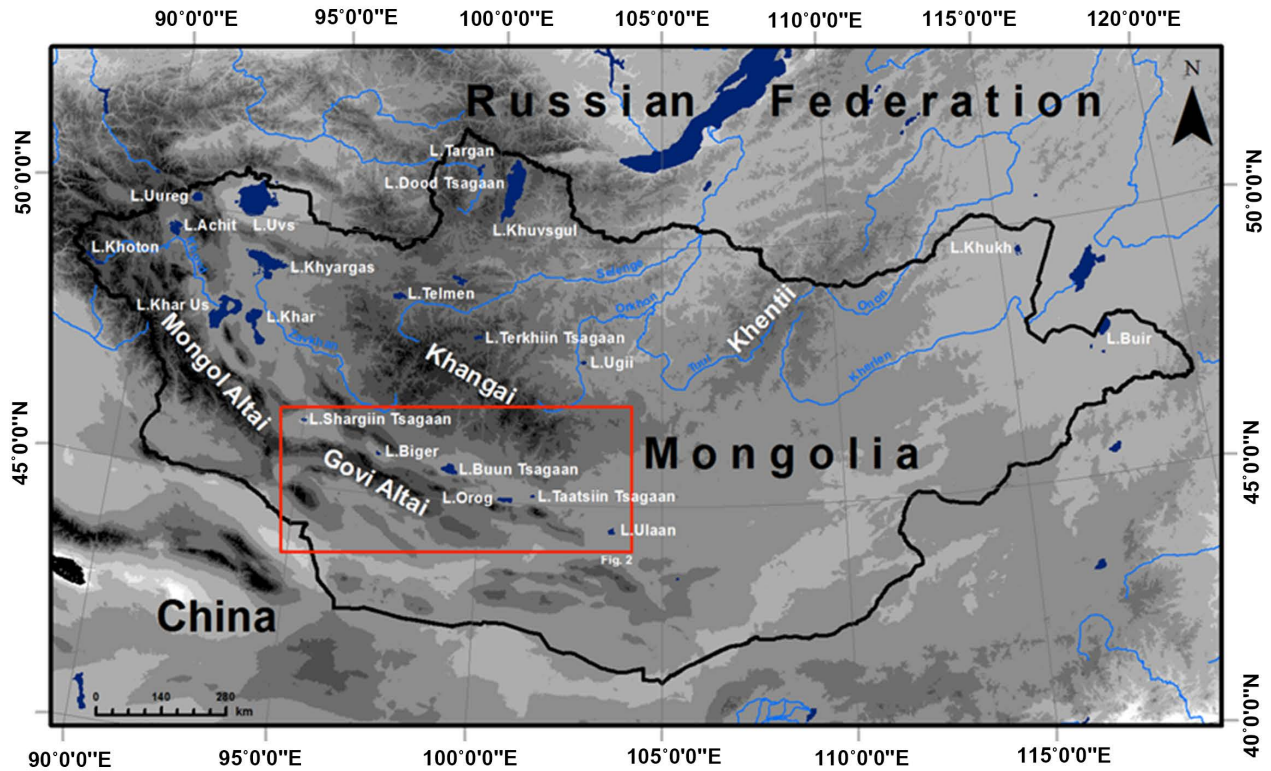 90°0'0"E 95°0'0"E 100°0'0"E 105°0'0"E 110°0'0"E 115°0'0"E 120°0'0"E
N
Russian Federation
50°0'0"N
50°0'0"N
L.Targan
L.Dood Tsagaan
L.Uureg
L.Achit
L.Uvs
L.Khuvsgul
L.Khoton
L.Khukh
L.Khyargas
Selenge
L.Telmen
Orkhon
Onon
L.Khar Us
L.Khar
Khentii
L.Terkhiin Tsagaan
L.Buir
Mongol Altai
Khangai
L.Ugii
Tuul
Kherlen
L.Shargiin Tsagaan
45°0'0"N
45°0'0"N
Mongolia
L.Biger
L.Buun Tsagaan
Govi Altai
L.Orog
L.Taatsiin Tsagaan
L.Ulaan
Fig. 2
China
0 140 280
km
40°0'0"N
90°0'0"E 95°0'0"E 100°0'0"E 105°0'0"E 110°0'0"E 115°0'0"E